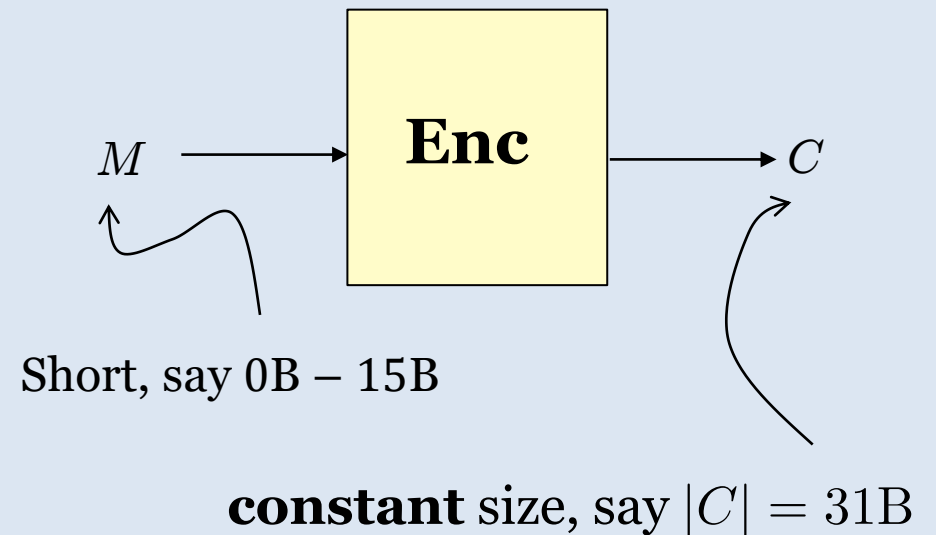 Enc
M
C
Short, say 0B – 15B
constant size, say |C| = 31B